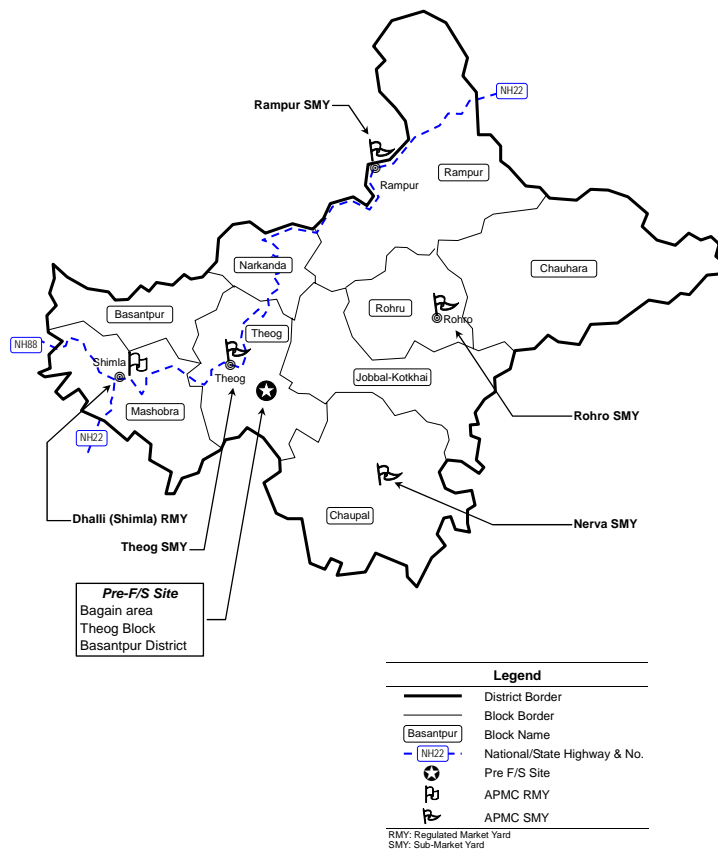 NH22
Rampur SMY
Rampur
Rampur
Narkanda
Chauhara
Basantpur
Rohru
Rohro
Theog
NH88
Shimla
Theog
Jobbal-Kotkhai
Mashobra
Rohro SMY
NH22
Chaupal
Dhalli (Shimla) RMY
Nerva SMY
Theog SMY
Pre-F/S Site
Bagain area
Theog Block
Basantpur District
Legend
District Border
Block Border
Basantpur Block Name
NH22 National/State Highway & No.
Pre F/S Site
APMC RMY
APMC SMY
RMY: Regulated Market Yard
SMY: Sub-Market Yard